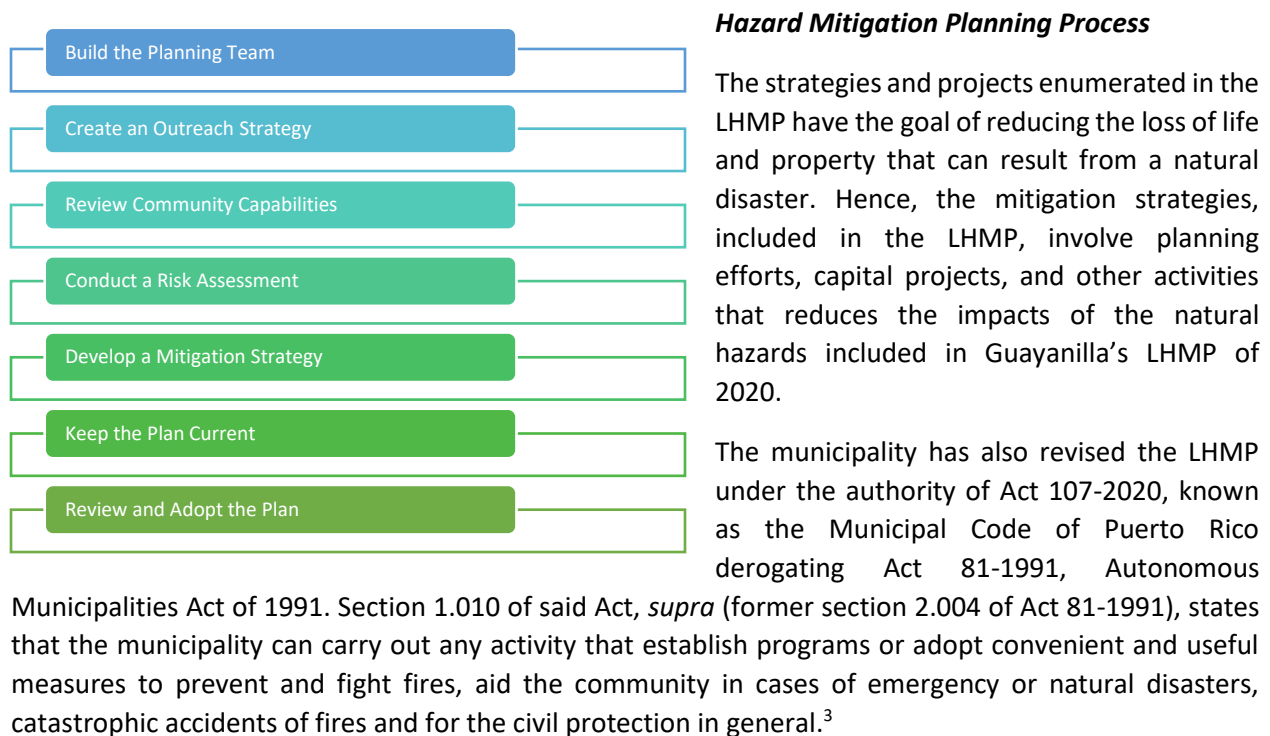 Build the Planning Team
Create an Outreach Strategy
Review Community Capabilities
Conduct a Risk Assessment
Develop a Mitigation Strategy
Keep the Plan Current
Review and Adopt the Plan
Hazard Mitigation Planning Process
The strategies and projects enumerated in the
LHMP have the goal of reducing the loss of life
and property that can result from a natural
disaster. Hence, the mitigation strategies,
included in the LHMP, involve planning
efforts, capital projects, and other activities
that reduces the impacts of the natural
hazards included in Guayanilla’s LHMP of
2020.
The municipality has also revised the LHMP
under the authority of Act 107-2020, known
as the Municipal Code of Puerto Rico
derogating Act 81-1991, Autonomous
Municipalities Act of 1991. Section 1.010 of said Act, supra (former section 2.004 of Act 81-1991), states
that the municipality can carry out any activity that establish programs or adopt convenient and useful
measures to prevent and fight fires, aid the community in cases of emergency or natural disasters,
catastrophic accidents of fires and for the civil protection in general.³